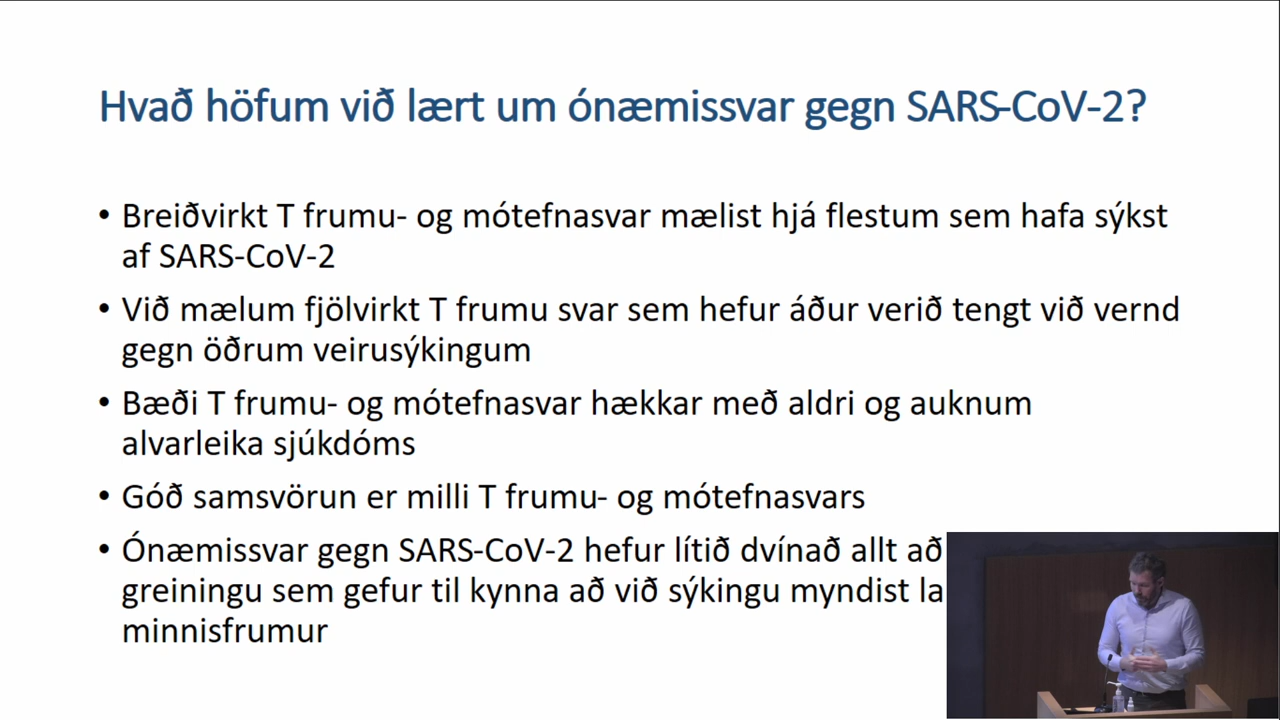 Hvað höfum við lært um ónæmissvar gegn SARS-CoV-2?
• Breiðvirkt T frumu- og mótefnasvar mælist hjá flestum sem hafa sýkst
af SARS-CoV-2
• Við mælum fjölvirkt T frumu svar sem hefur áður verið tengt við vernd
gegn öðrum veirusýkingum
• Bæði T frumu- og mótefnasvar hækkar með aldri og auknum
alvarleika sjúkdóms
• Góð samsvörun er milli T frumu- og mótefnasvars
• Ónæmissvar gegn SARS-CoV-2 hefur lítið dvínað allt að
greiningu sem gefur til kynna að við sýkingu myndist
minnisfrumur